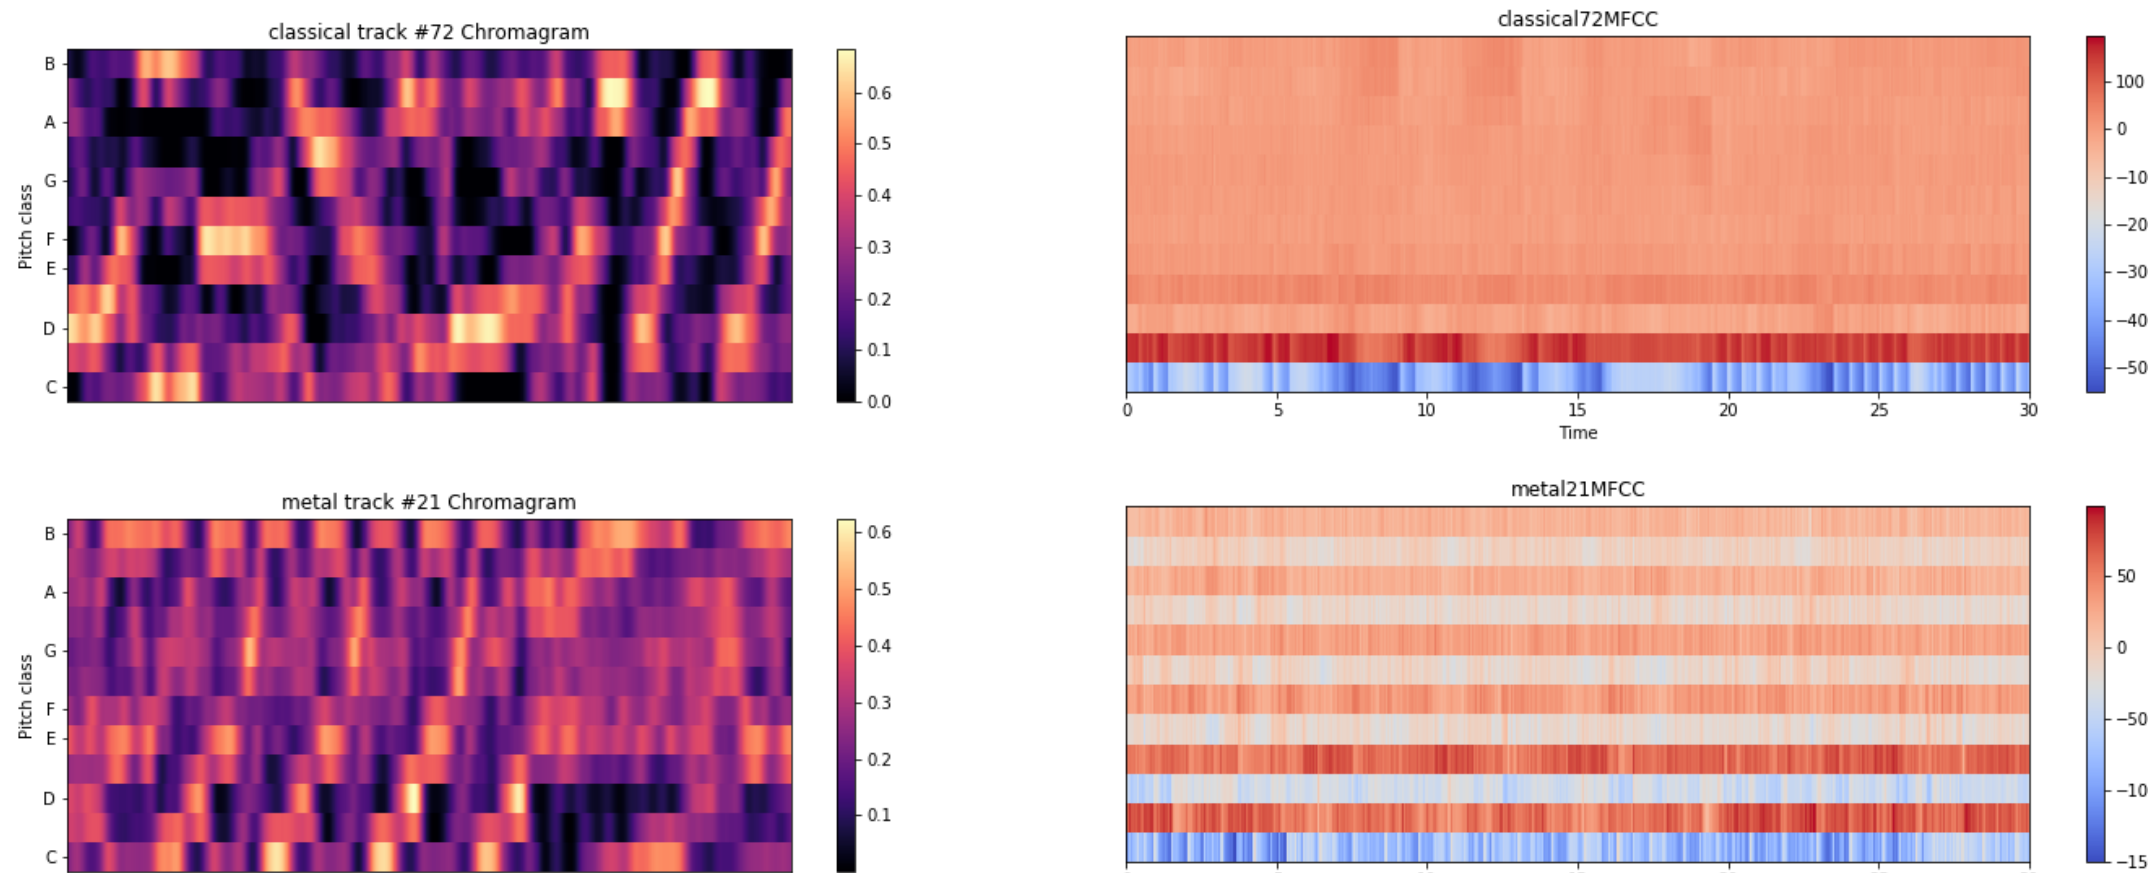 classical track #72 Chromagram
B
A
G
F
E
D
C
Pitch class
0.6
0.5
0.4
0.3
0.2
0.1
0.0
classical72MFCC
0
5
10
15
20
25
30
Time
100
0
−10
−20
−30
−40
−50
metal track #21 Chromagram
B
A
G
F
E
D
C
Pitch class
0.6
0.5
0.4
0.3
0.2
0.1
metal21MFCC
50
0
−50
−10
−15